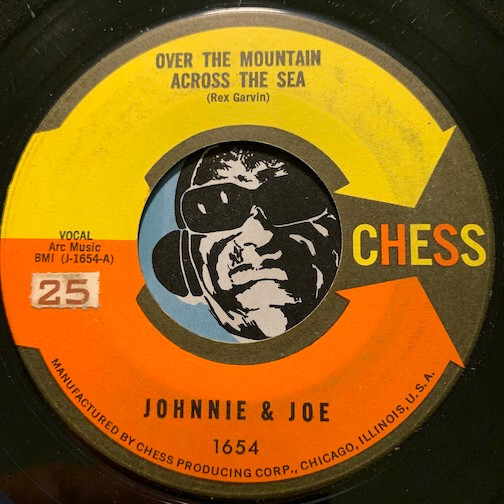 OVER THE MOUNTAIN
ACROSS THE SEA
(Rex Garvin)
VOCAL
Arc Music
BMI (J-1654-A)
25
CHESS
JOHNNIE & JOE
1654
MANUFACTURED BY CHESS PRODUCING CORP., CHICAGO, ILLINOIS, U.S.A.